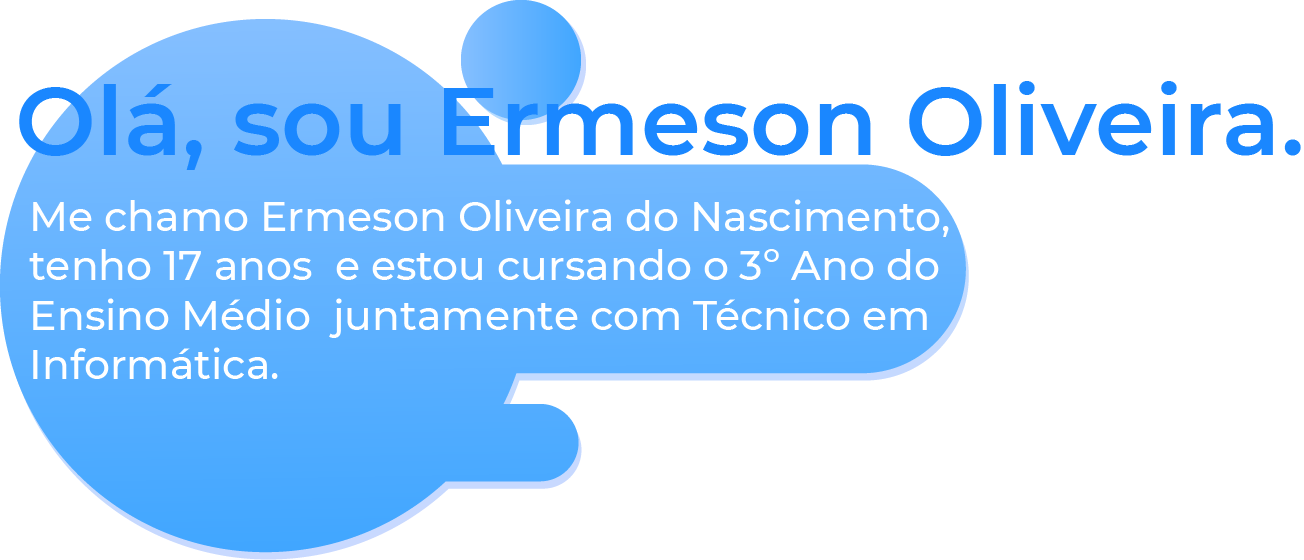 Olá, sou Ermeson Oliveira.
Me chamo Ermeson Oliveira do Nascimento,
tenho 17 anos  e estou cursando o 3º Ano do
Ensino Médio  juntamente com Técnico em
Informática.